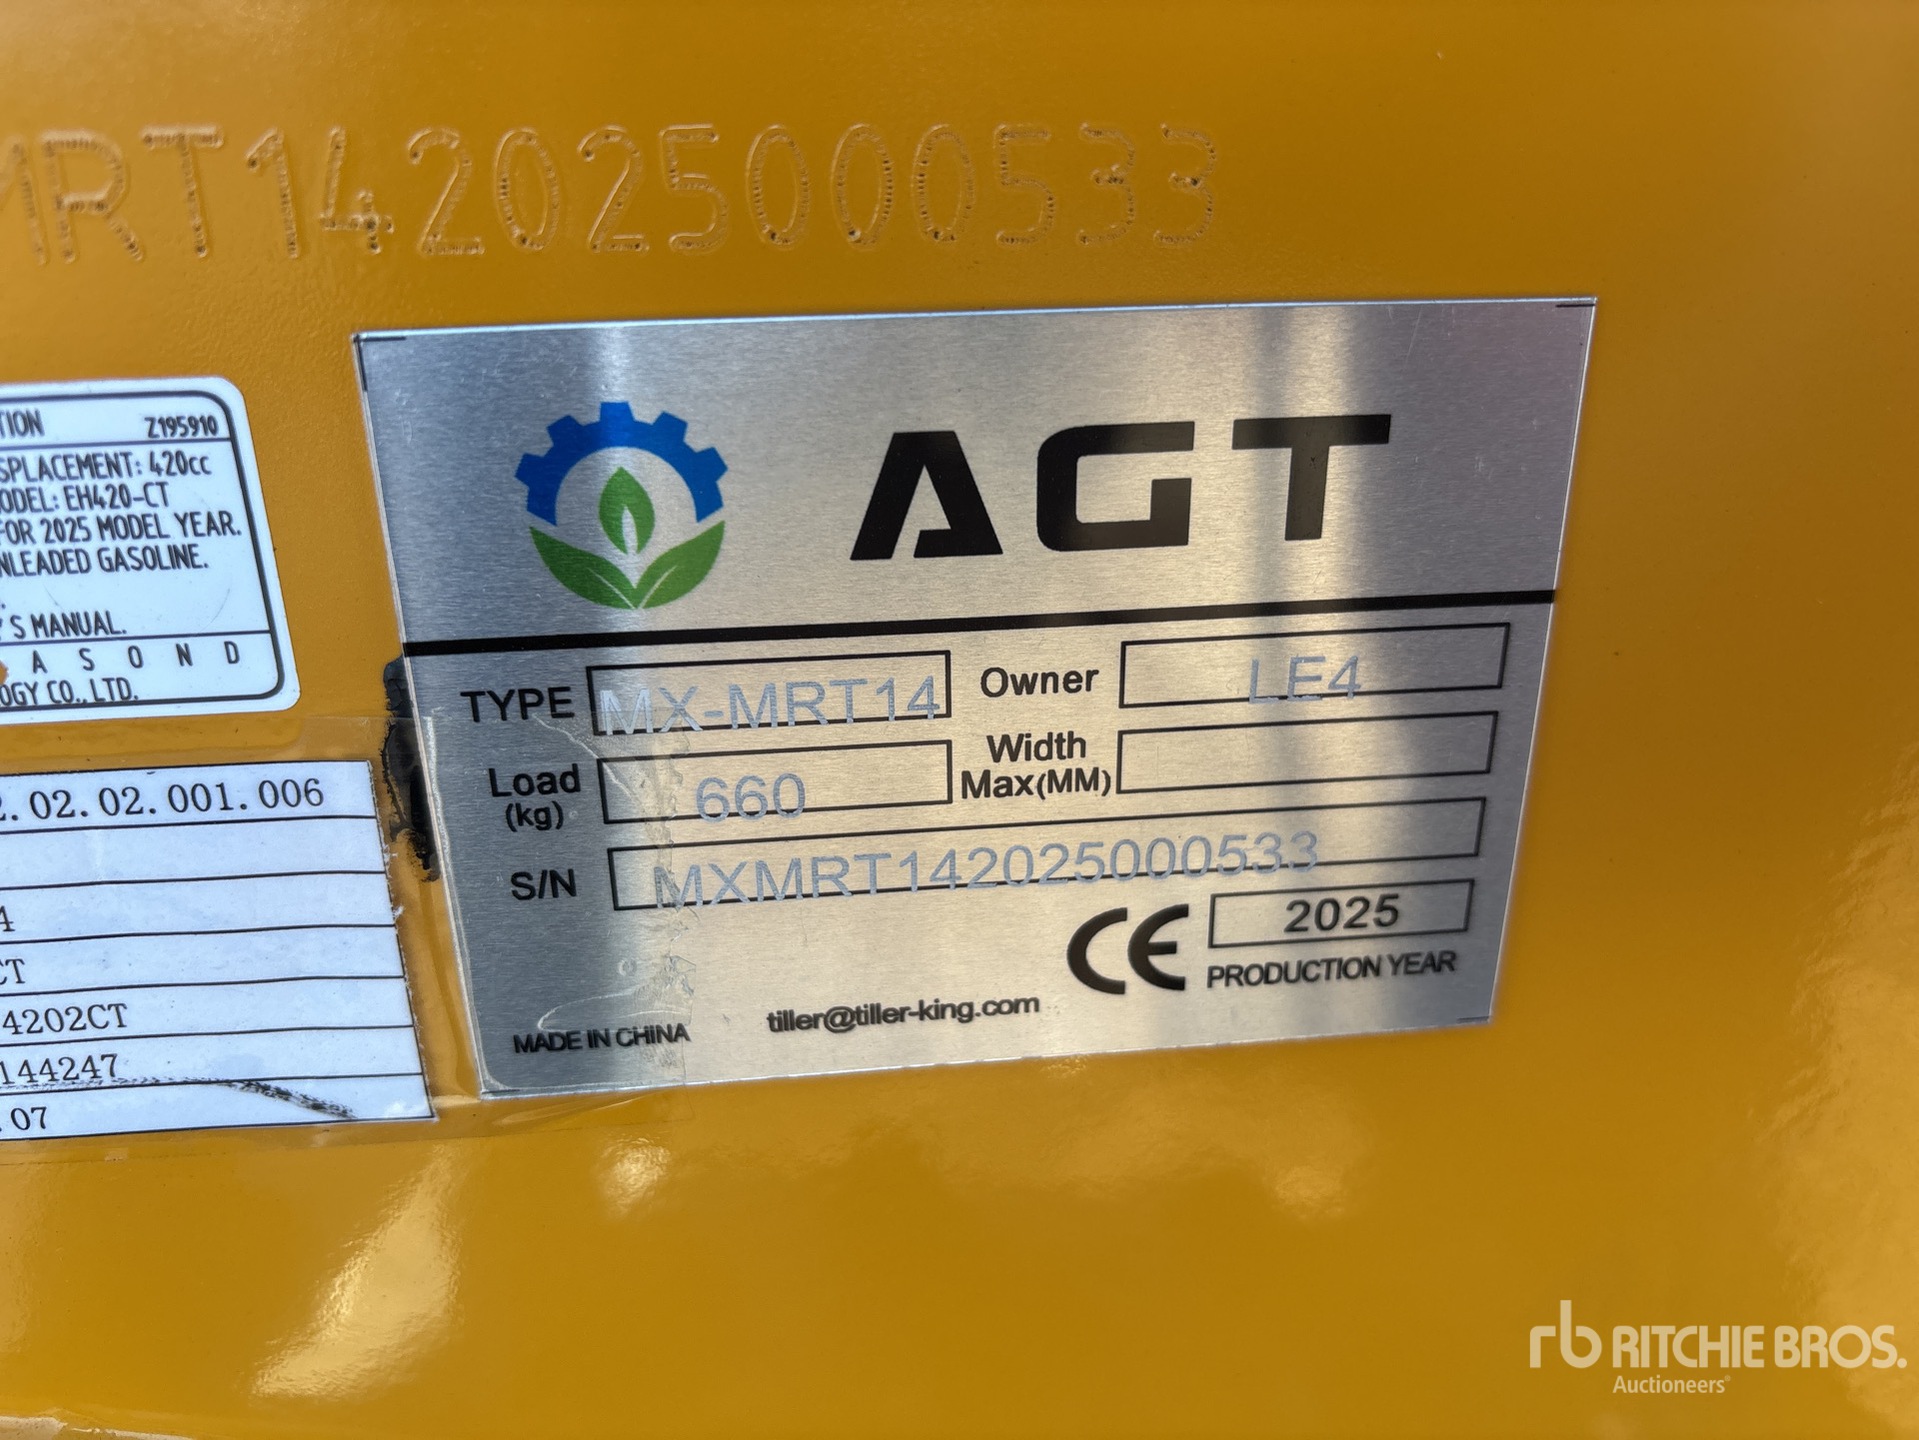 MRT142025000533
TION Z195910
SPLACEMENT: 420cc
ODEL: EH420-CT
FOR 2025 MODEL YEAR.
NLEADED GASOLINE.
'S MANUAL.
A S O N D
OGY CO., LTD.
2.02.02.001.006
4
CT
4202CT
144247
.07
AGT
TYPE MX-MRT14 Owner LE4
Load (kg) 660 Width Max(MM)
S/N MXMRT142025000533
CE 2025
PRODUCTION YEAR
MADE IN CHINA tiller@tiller-king.com
rb RITCHIE BROS.
Auctioneers